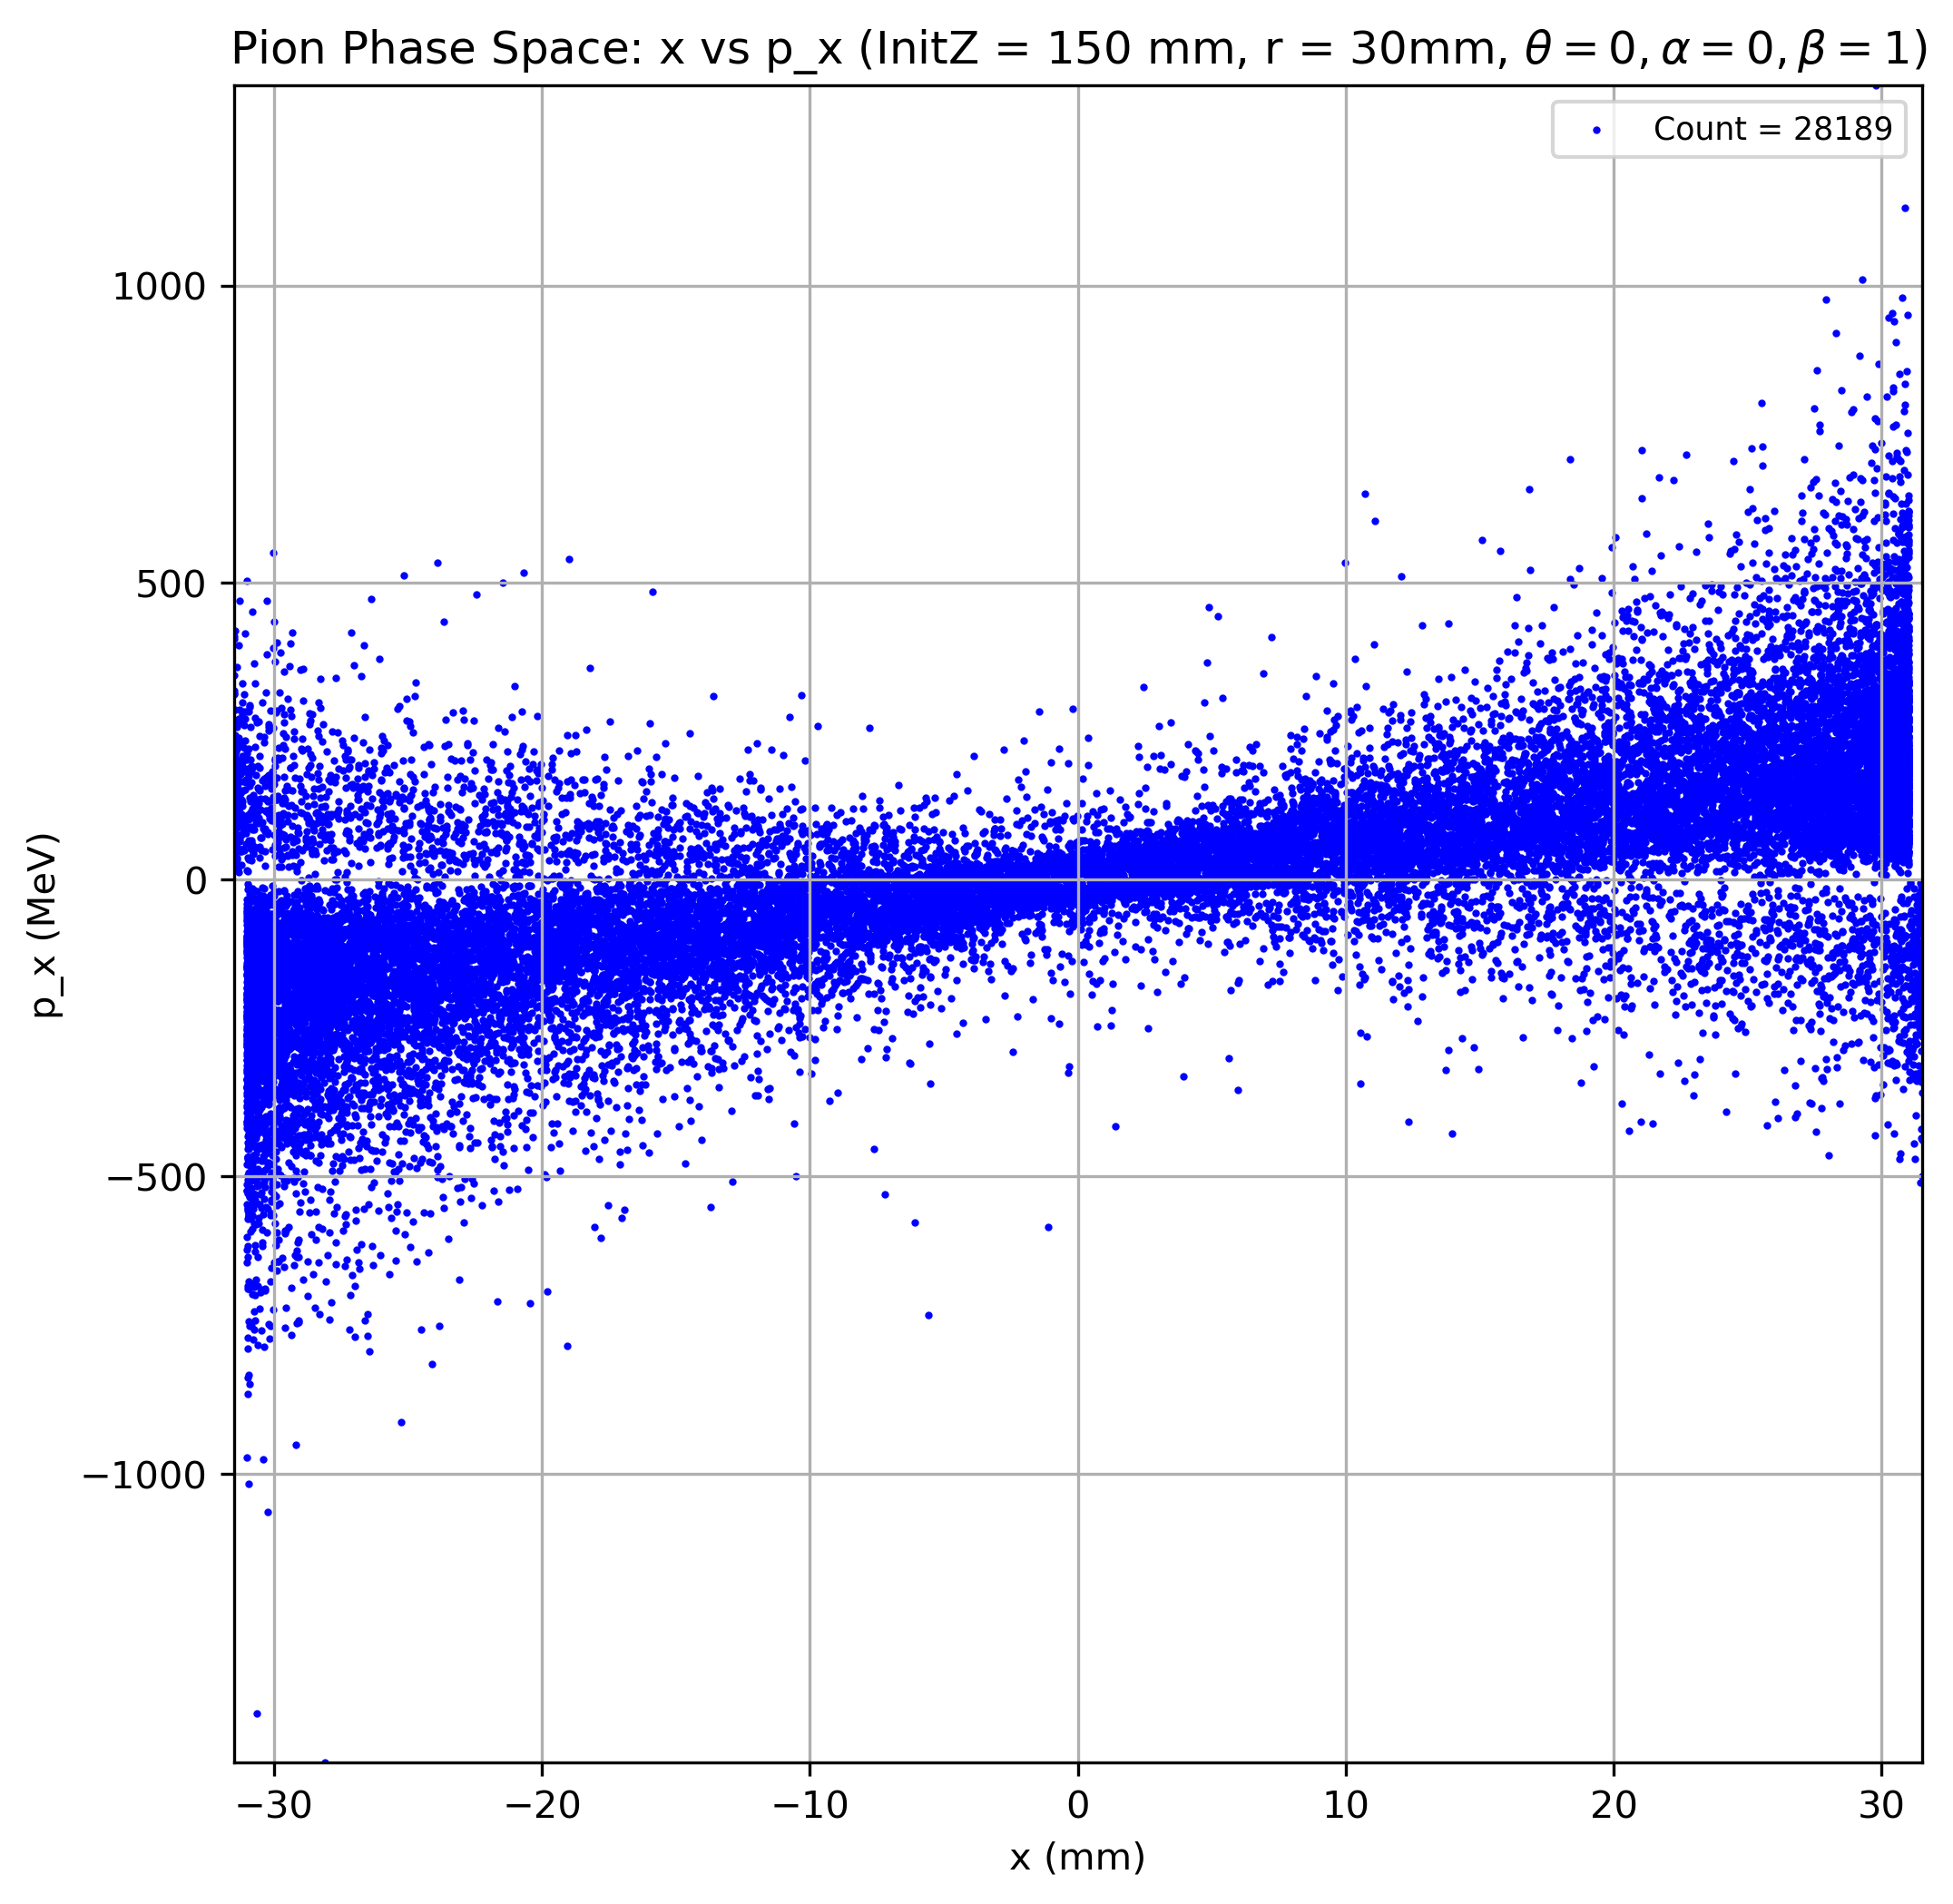 Pion Phase Space: x vs p_x (InitZ = 150 mm, r = 30mm, θ = 0, α = 0, β = 1)
Count = 28189
1000
500
0
−500
−1000
p_x (MeV)
−30 −20 −10 0 10 20 30
x (mm)